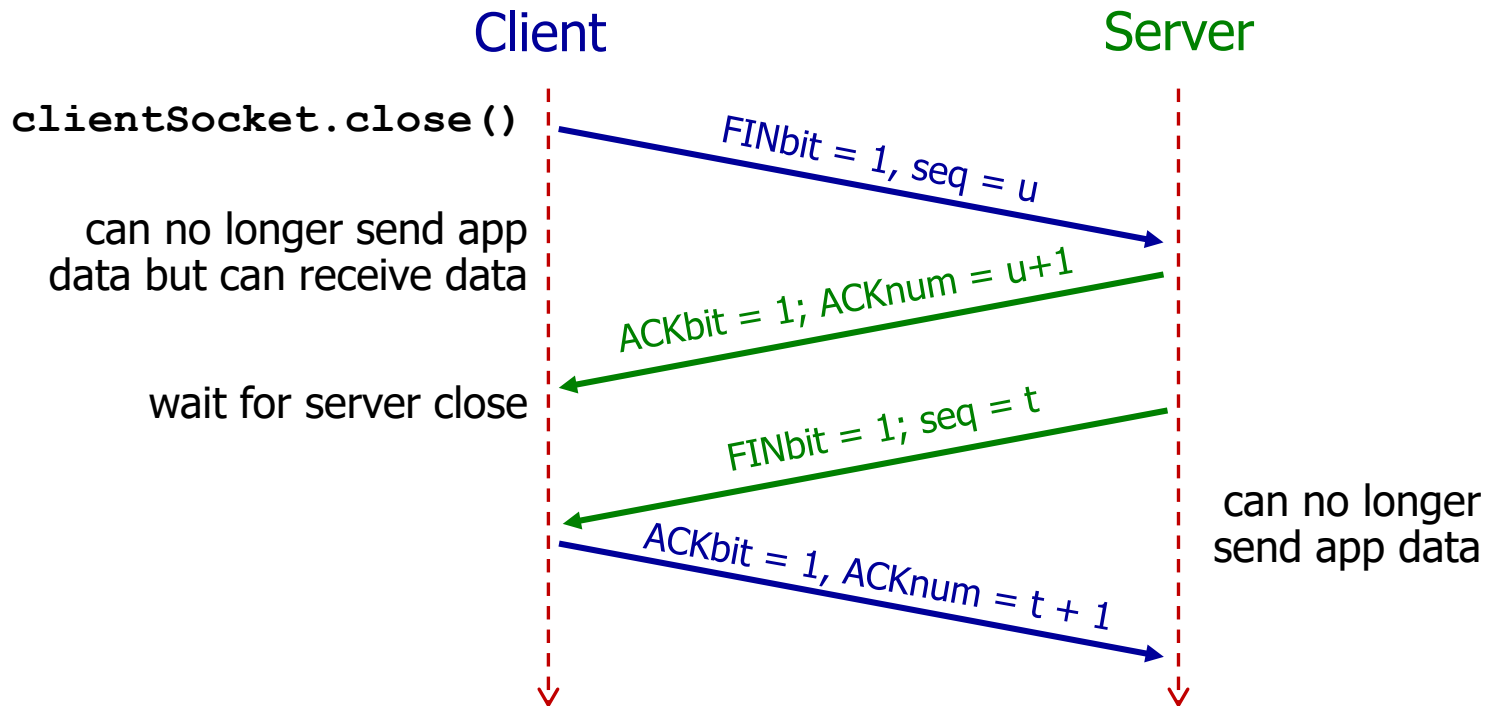 Client
Server
clientSocket.close()
FINbit = 1, seq = u
can no longer send app
data but can receive data
ACKbit = 1; ACKnum = u+1
wait for server close
FINbit = 1; seq = t
can no longer
send app data
ACKbit = 1, ACKnum = t + 1